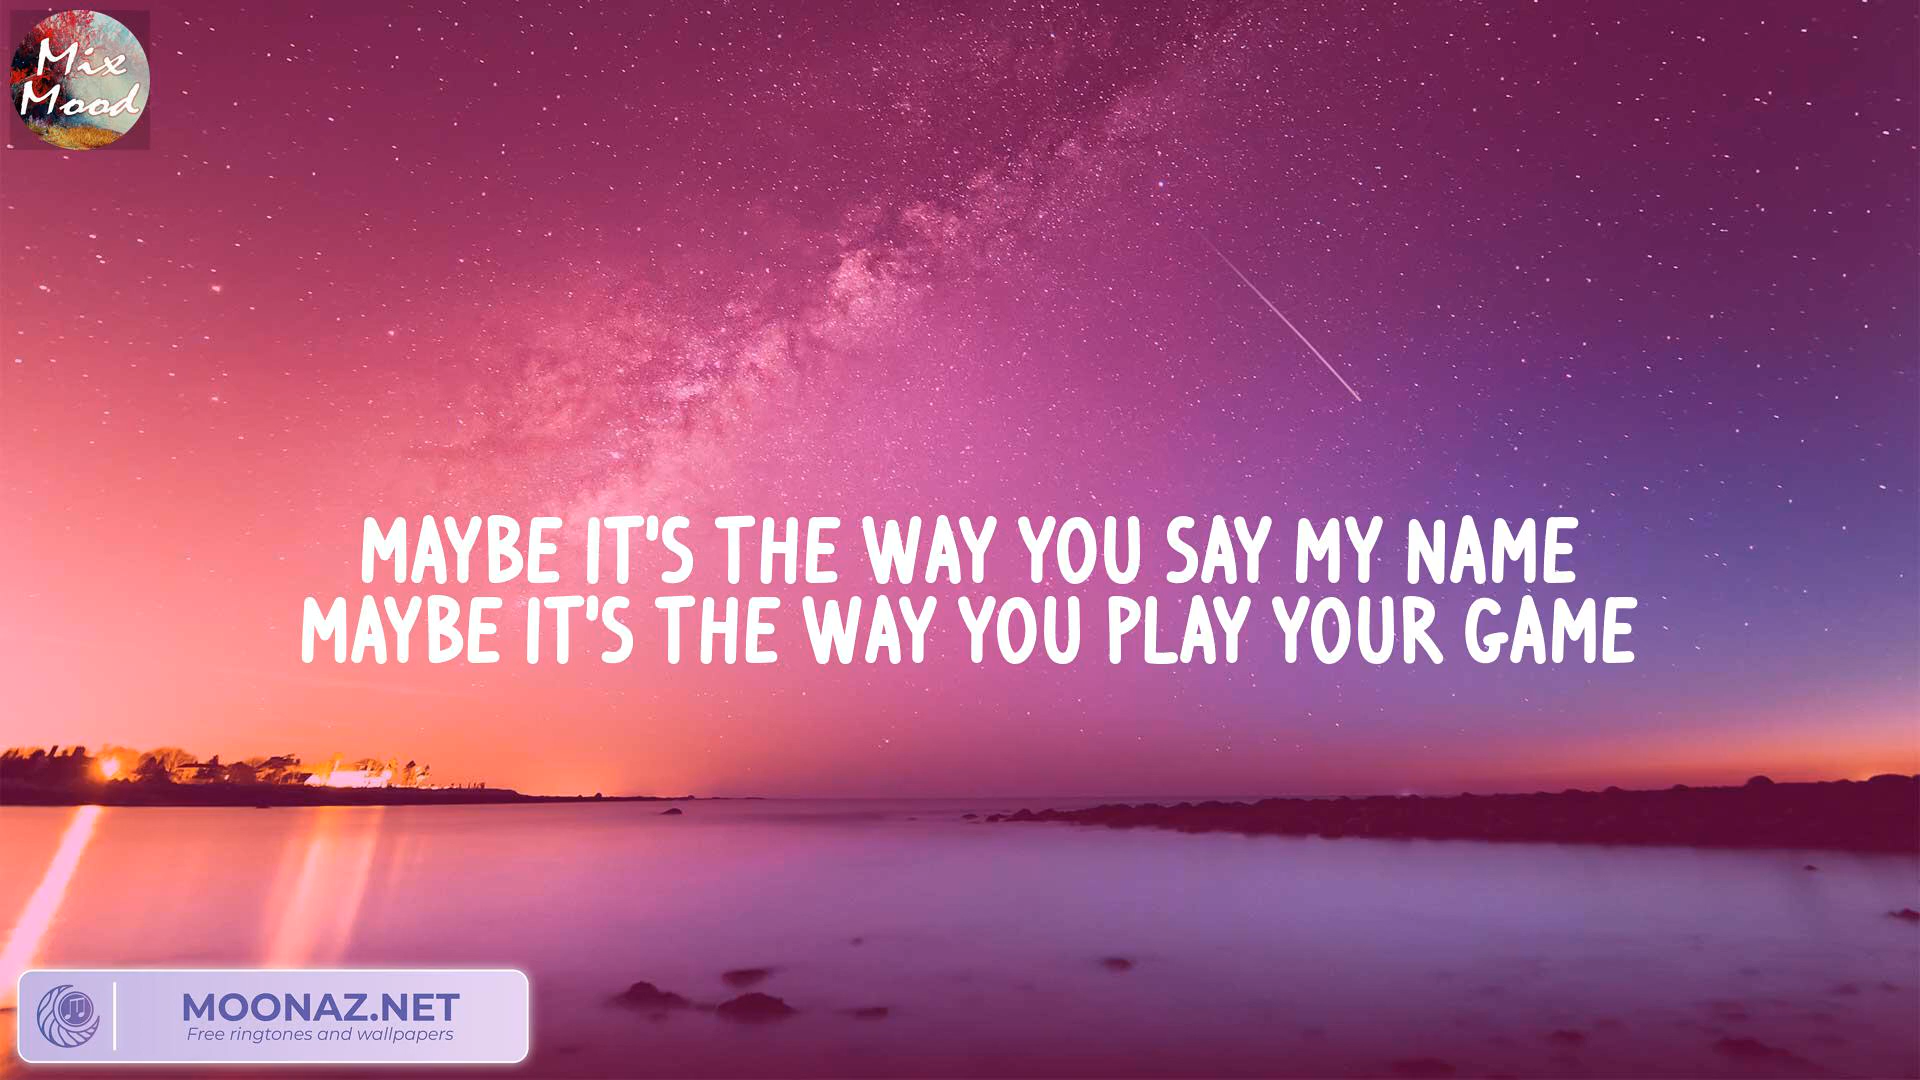 Mix
Mood
MAYBE IT'S THE WAY YOU SAY MY NAME
MAYBE IT'S THE WAY YOU PLAY YOUR GAME
MOONAZ.NET
Free ringtones and wallpapers